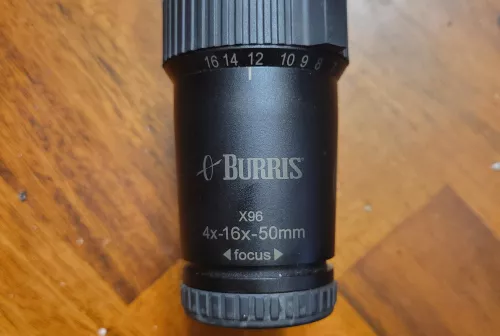 16 14 12 10 9 8
BURRIS
X96
4x-16x-50mm
◀focus▶